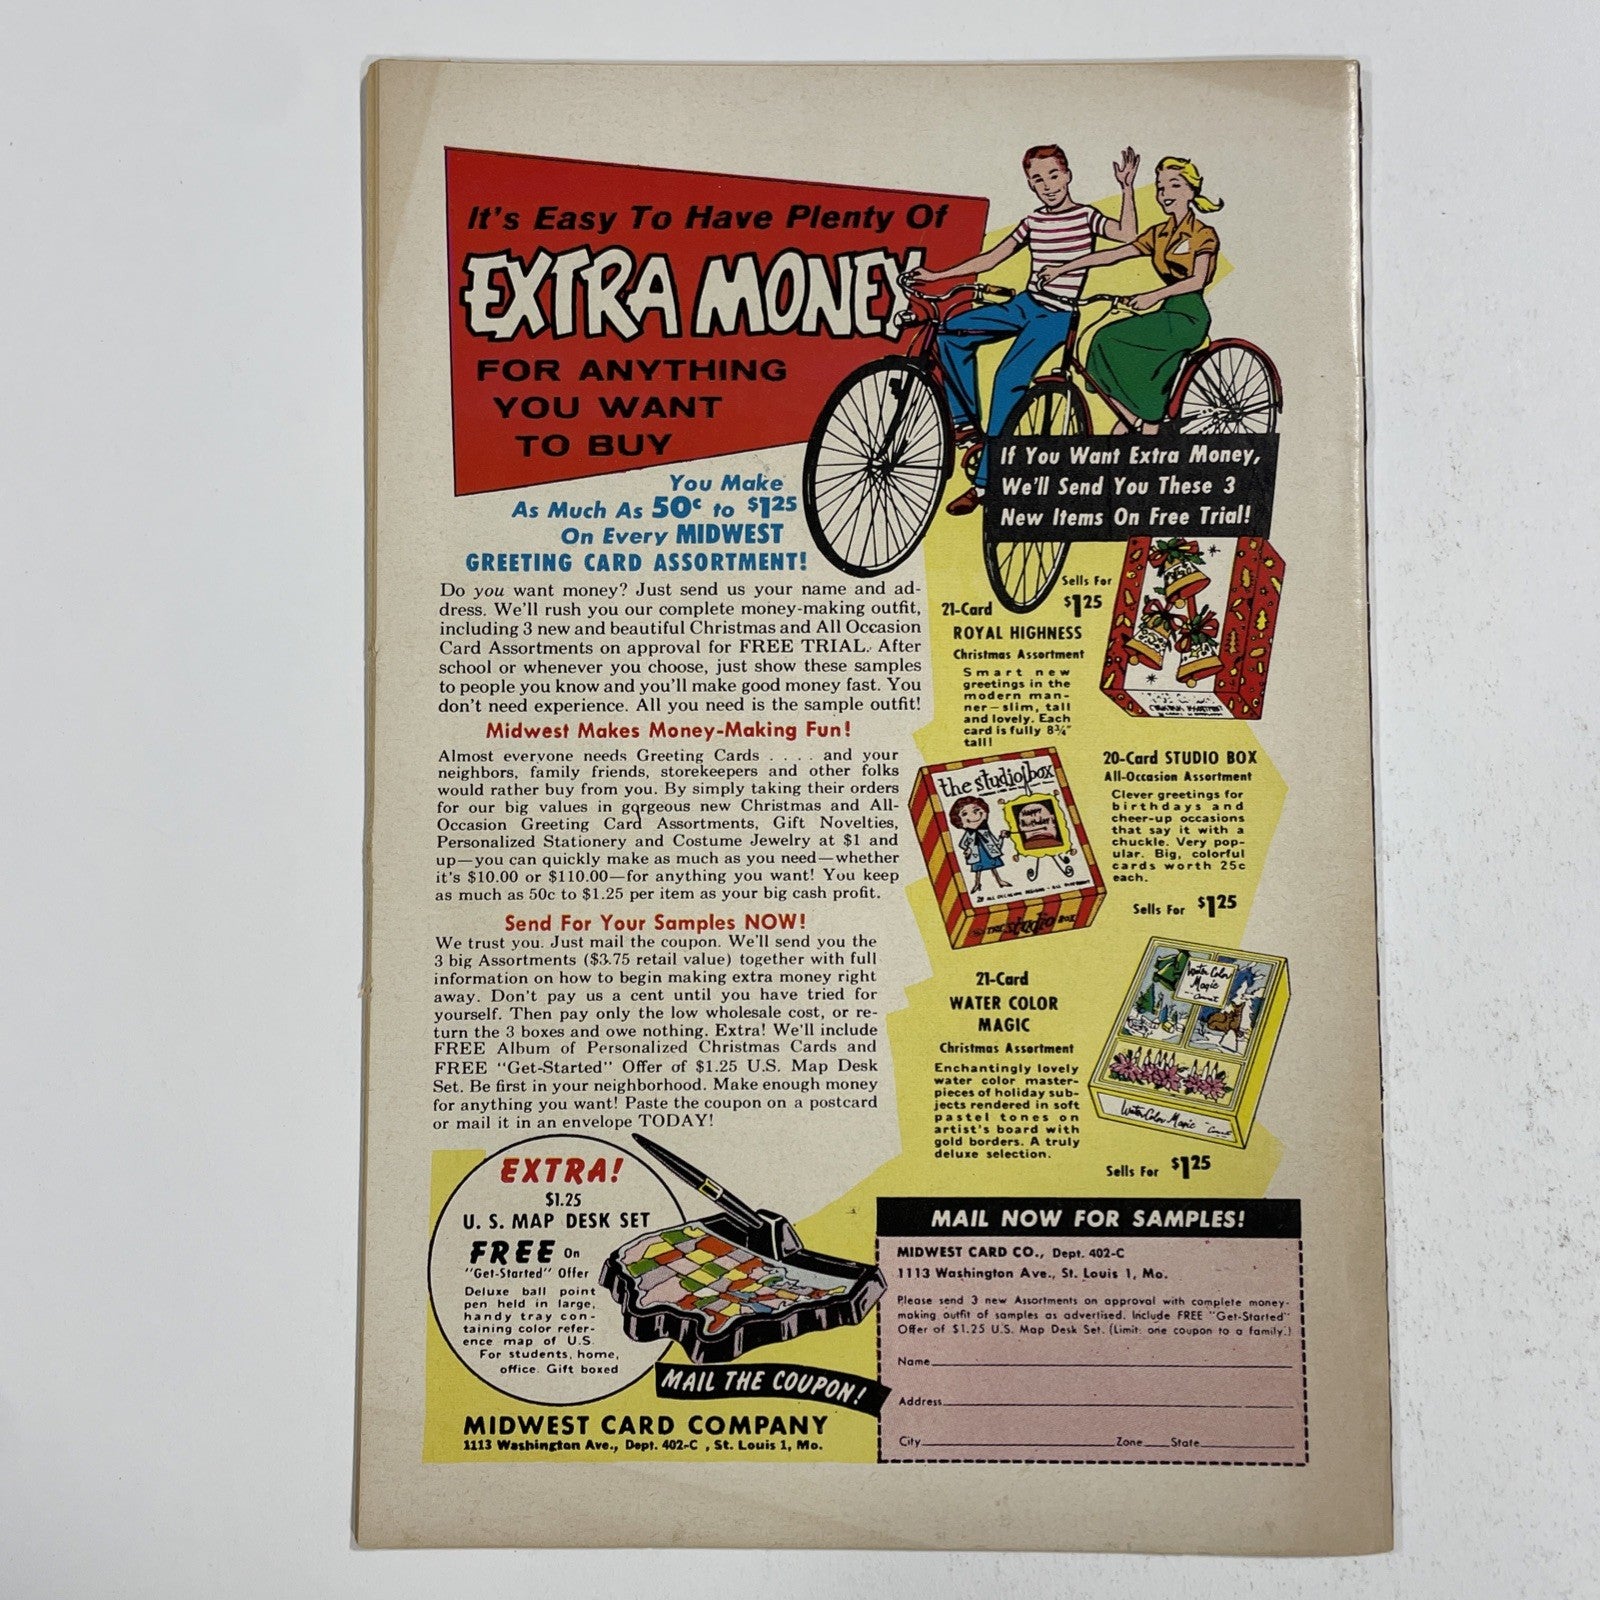 It's Easy To Have Plenty Of
EXTRA MONEY
FOR ANYTHING
YOU WANT
TO BUY
You Make
As Much As 50¢ to $1.25
On Every MIDWEST
GREETING CARD ASSORTMENT!
Do you want money? Just send us your name and ad-
dress. We'll rush you our complete money-making outfit,
including 3 new and beautiful Christmas and All Occasion
Card Assortments on approval for FREE TRIAL. After
school or whenever you choose, just show these samples
to people you know and you'll make good money fast. You
don't need experience. All you need is the sample outfit!
Midwest Makes Money-Making Fun!
Almost everyone needs Greeting Cards . . . . and your
neighbors, family friends, storekeepers and other folks
would rather buy from you. By simply taking their orders
for our big values in gorgeous new Christmas and All-
Occasion Greeting Card Assortments, Gift Novelties,
Personalized Stationery and Costume Jewelry at $1 and
up—you can quickly make as much as you need—whether
it's $10.00 or $110.00—for anything you want! You keep
as much as 50c to $1.25 per item as your big cash profit.
Send For Your Samples NOW!
We trust you. Just mail the coupon. We'll send you the
3 big Assortments ($3.75 retail value) together with full
information on how to begin making extra money right
away. Don't pay us a cent until you have tried for
yourself. Then pay only the low wholesale cost, or re-
turn the 3 boxes and owe nothing. Extra! We'll include
FREE Album of Personalized Christmas Cards and
FREE "Get-Started" Offer of $1.25 U.S. Map Desk
Set. Be first in your neighborhood. Make enough money
for anything you want! Paste the coupon on a postcard
or mail it in an envelope TODAY!
If You Want Extra Money,
We'll Send You These 3
New Items On Free Trial!
Sells For
$1.25
21-Card
ROYAL HIGHNESS
Christmas Assortment
Smart new
greetings in the
modern man-
ner—slim, tall
and lovely. Each
card is fully 8¾"
tall!
the studio box
Happy
Birthday
THE studio BOX
20-Card STUDIO BOX
All-Occasion Assortment
Clever greetings for
birthdays and
cheer-up occasions
that say it with a
chuckle. Very pop-
ular. Big, colorful
cards worth 25c
each.
Sells For $1.25
21-Card
WATER COLOR
MAGIC
Christmas Assortment
Enchantingly lovely
water color master-
pieces of holiday sub-
jects rendered in soft
pastel tones on
artist's board with
gold borders. A truly
deluxe selection.
Water Color
Magic
Water Color Magic
Sells For $1.25
EXTRA!
$1.25
U. S. MAP DESK SET
FREE On
"Get-Started" Offer
Deluxe ball point
pen held in large,
handy tray con-
taining color refer-
ence map of U.S.
For students, home,
office. Gift boxed
MAIL THE COUPON!
MIDWEST CARD COMPANY
1113 Washington Ave., Dept. 402-C , St. Louis 1, Mo.
MAIL NOW FOR SAMPLES!
MIDWEST CARD CO., Dept. 402-C
1113 Washington Ave., St. Louis 1, Mo.
Please send 3 new Assortments on approval with complete money-
making outfit of samples as advertised. Include FREE "Get-Started"
Offer of $1.25 U.S. Map Desk Set. (Limit: one coupon to a family.)
Name
Address
City Zone State